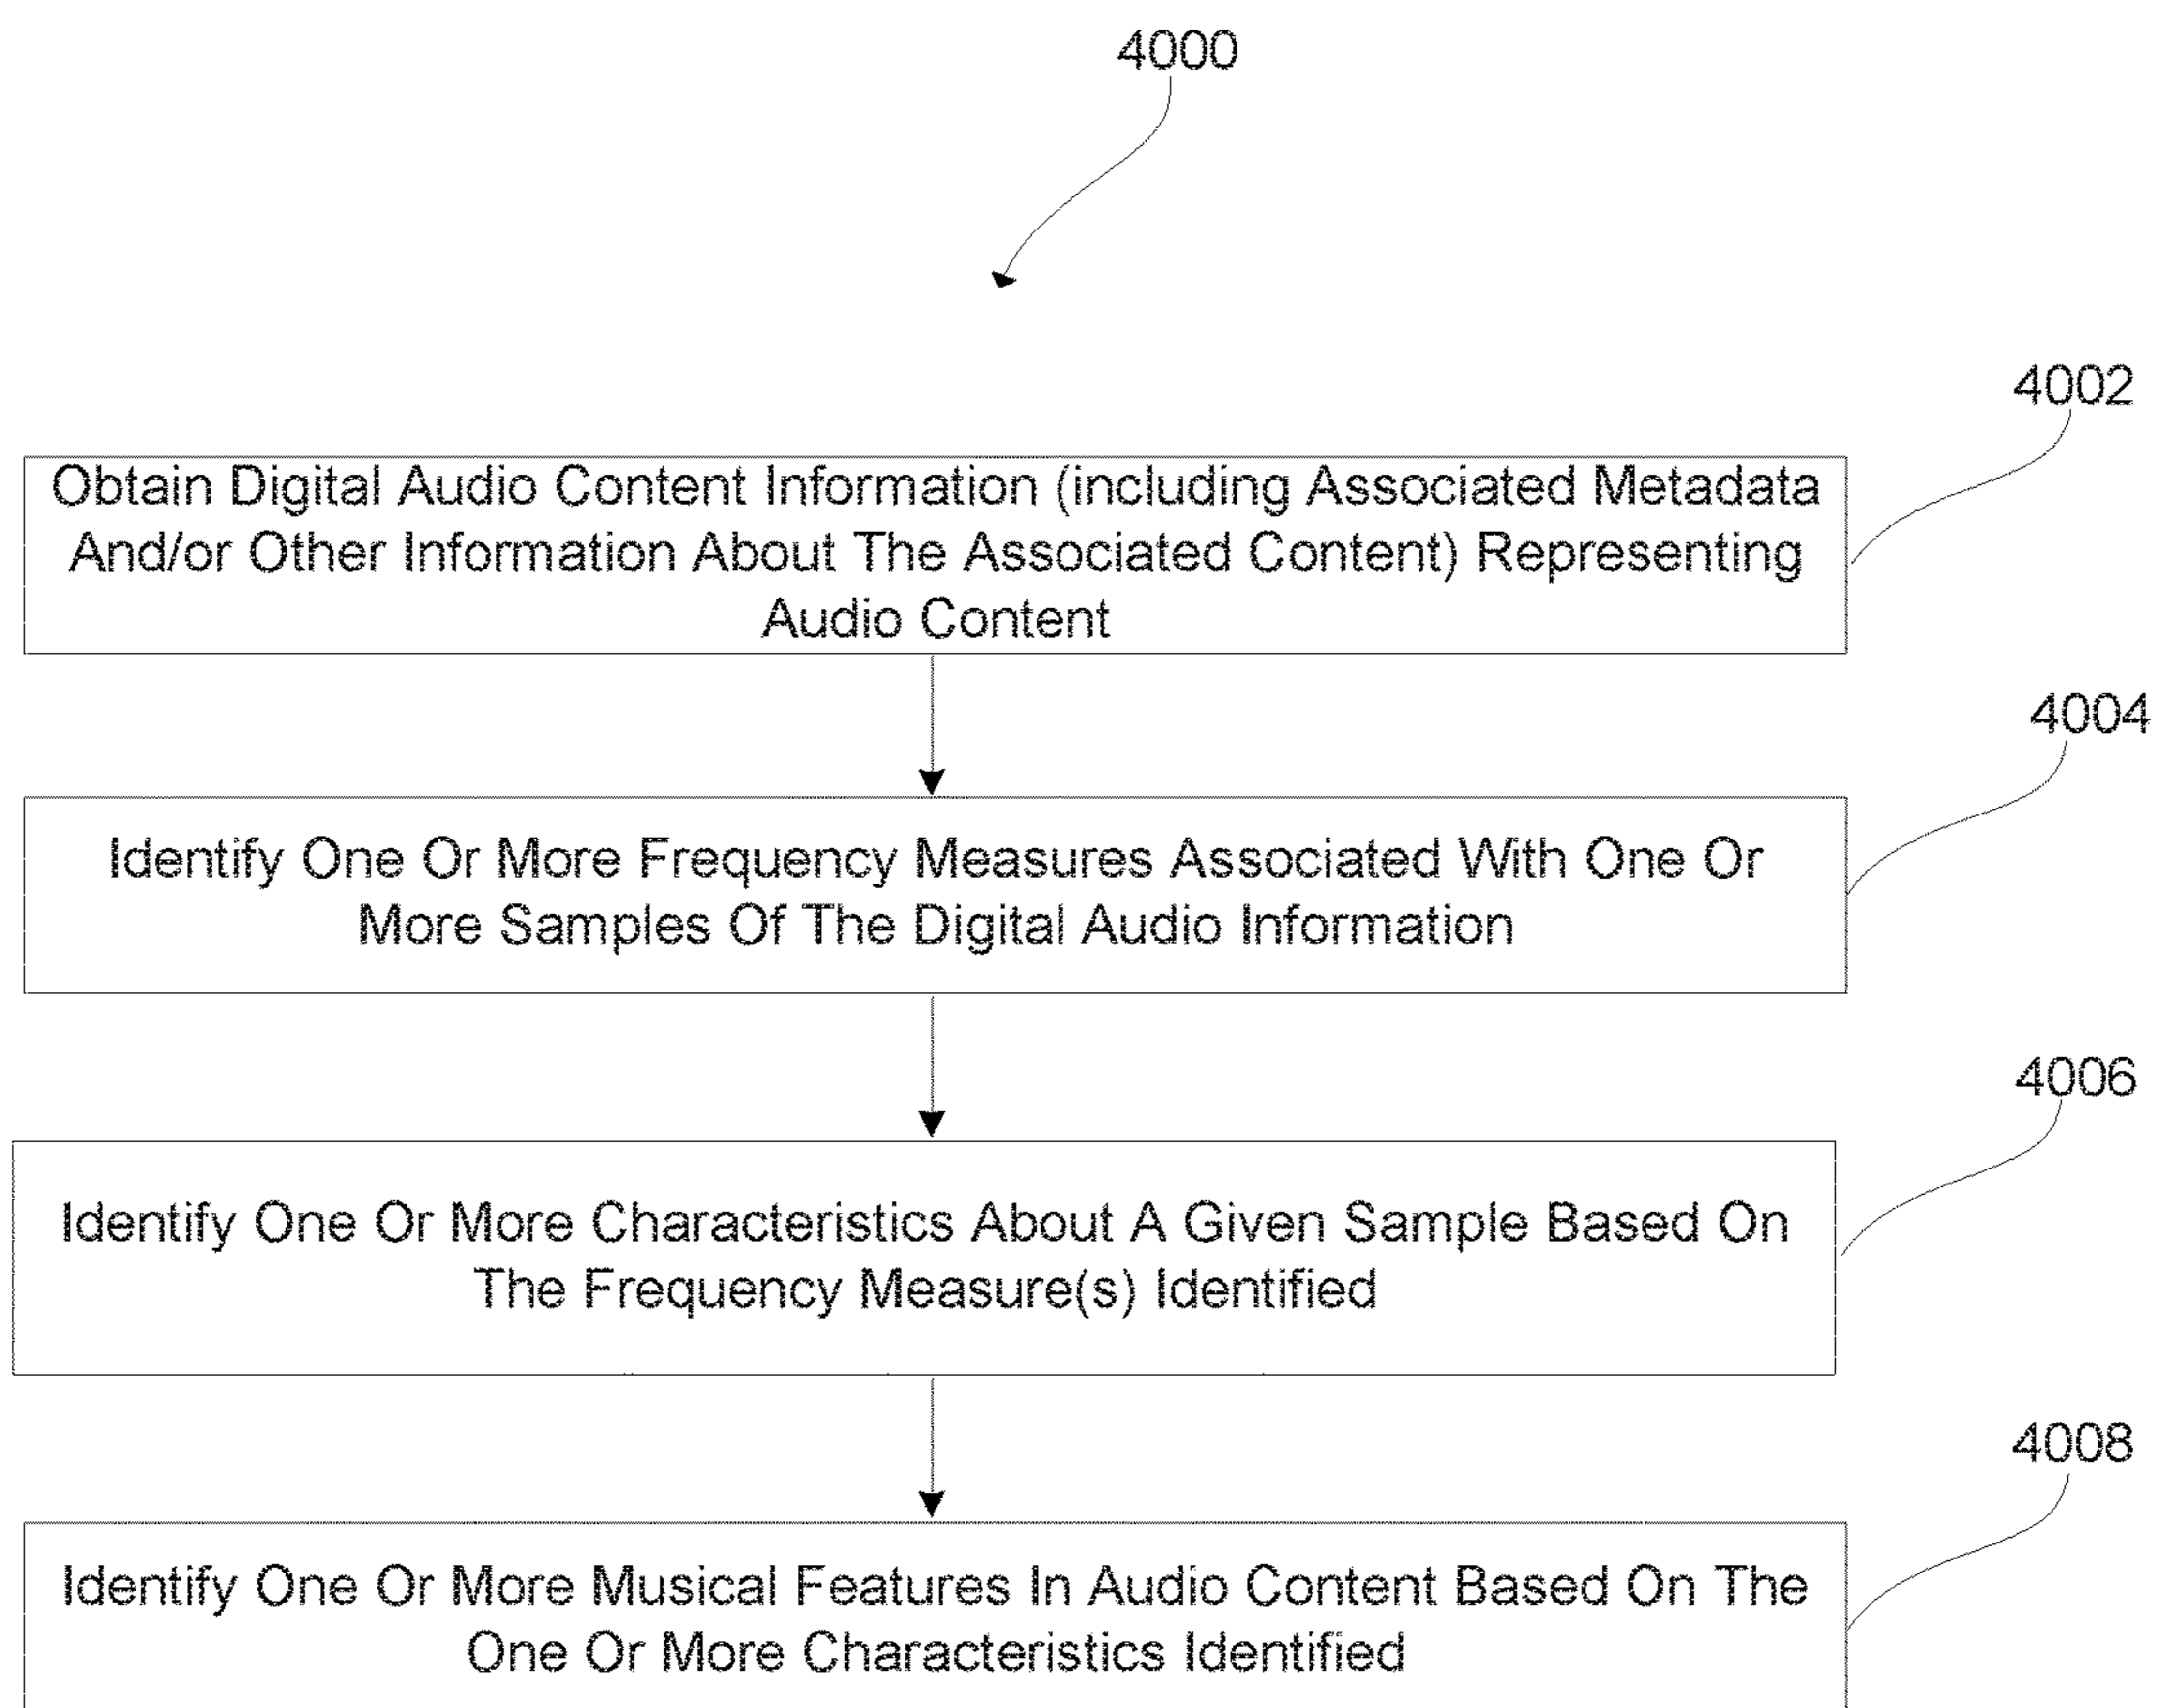 4000
4002
Obtain Digital Audio Content Information (including Associated Metadata
And/or Other Information About The Associated Content) Representing
Audio Content
4004
Identify One Or More Frequency Measures Associated With One Or
More Samples Of The Digital Audio Information
4006
Identify One Or More Characteristics About A Given Sample Based On
The Frequency Measure(s) Identified
4008
Identify One Or More Musical Features In Audio Content Based On The
One Or More Characteristics Identified